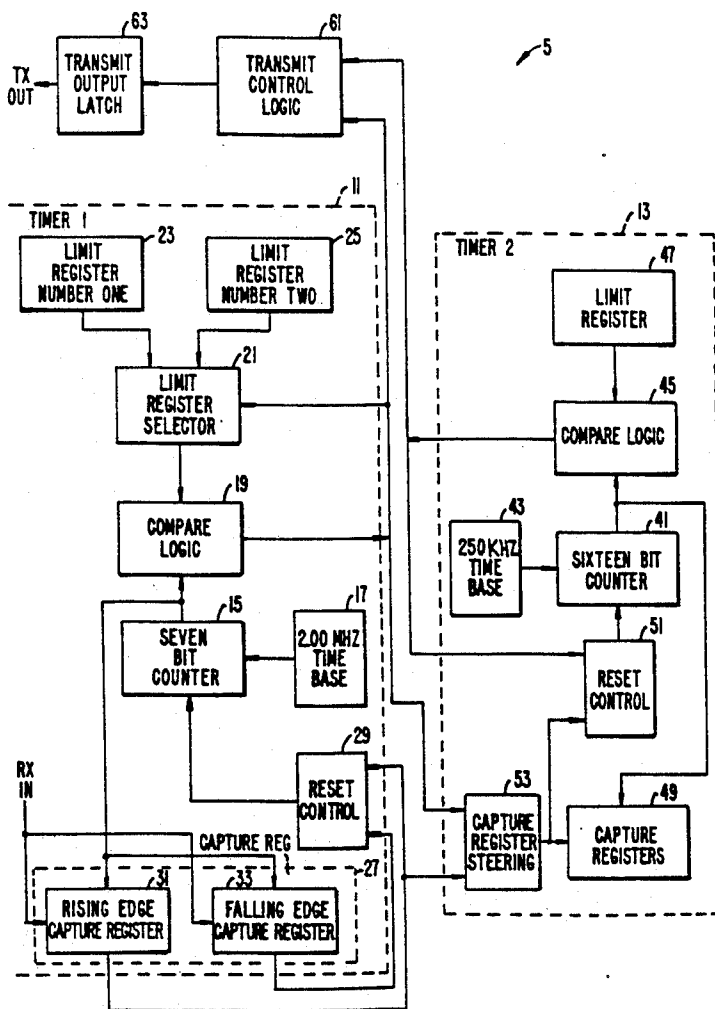 63
61
5
TX
OUT
TRANSMIT
OUTPUT
LATCH
TRANSMIT
CONTROL
LOGIC
11
13
TIMER 1
23
25
LIMIT
REGISTER
NUMBER ONE
LIMIT
REGISTER
NUMBER TWO
TIMER 2
47
LIMIT
REGISTER
21
LIMIT
REGISTER
SELECTOR
45
COMPARE LOGIC
19
COMPARE
LOGIC
43
250 KHZ
TIME
BASE
41
SIXTEEN BIT
COUNTER
15
SEVEN
BIT
COUNTER
17
2.00 MHZ
TIME
BASE
51
RESET
CONTROL
29
RESET
CONTROL
RX
IN
53
CAPTURE
REGISTER
STEERING
49
CAPTURE
REGISTERS
CAPTURE REG
27
31
RISING EDGE
CAPTURE REGISTER
33
FALLING EDGE
CAPTURE REGISTER